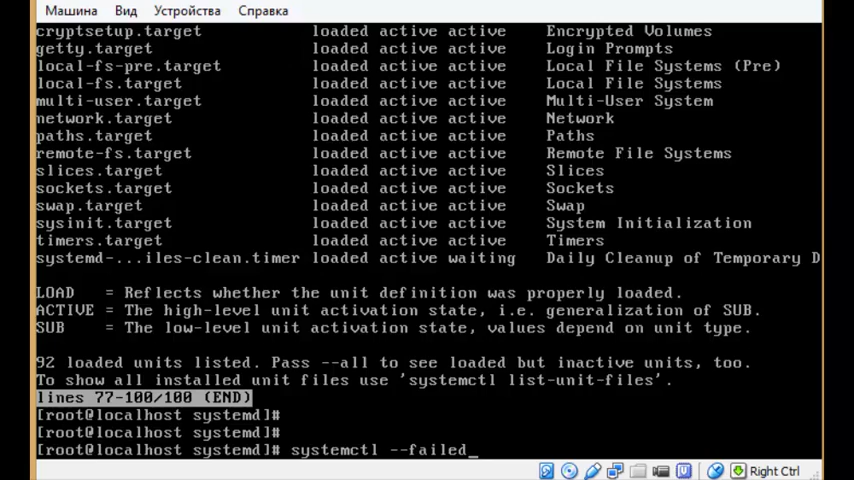 Машина Вид Устройства Справка
cryptsetup.target loaded active active Encrypted Volumes
getty.target loaded active active Login Prompts
local-fs-pre.target loaded active active Local File Systems (Pre)
local-fs.target loaded active active Local File Systems
multi-user.target loaded active active Multi-User System
network.target loaded active active Network
paths.target loaded active active Paths
remote-fs.target loaded active active Remote File Systems
slices.target loaded active active Slices
sockets.target loaded active active Sockets
swap.target loaded active active Swap
sysinit.target loaded active active System Initialization
timers.target loaded active active Timers
systemd-...iles-clean.timer loaded active waiting Daily Cleanup of Temporary D
LOAD = Reflects whether the unit definition was properly loaded.
ACTIVE = The high-level unit activation state, i.e. generalization of SUB.
SUB = The low-level unit activation state, values depend on unit type.
92 loaded units listed. Pass --all to see loaded but inactive units, too.
To show all installed unit files use 'systemctl list-unit-files'.
lines 77-100/100 (END)
[root@localhost systemd]#
[root@localhost systemd]#
[root@localhost systemd]# systemctl --failed_
Right Ctrl